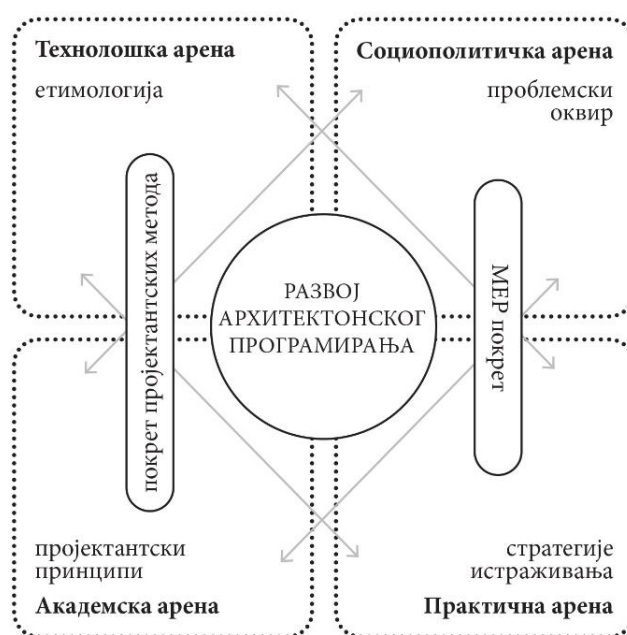 Технолошка арена
етимологија
Социополитичка арена
проблемски
оквир
покрет пројектантских метода
РАЗВОЈ
АРХИТЕКТОНСКОГ
ПРОГРАМИРАЊА
МЕР покрет
пројектантски
принципи
Академска арена
стратегије
истраживања
Практична арена